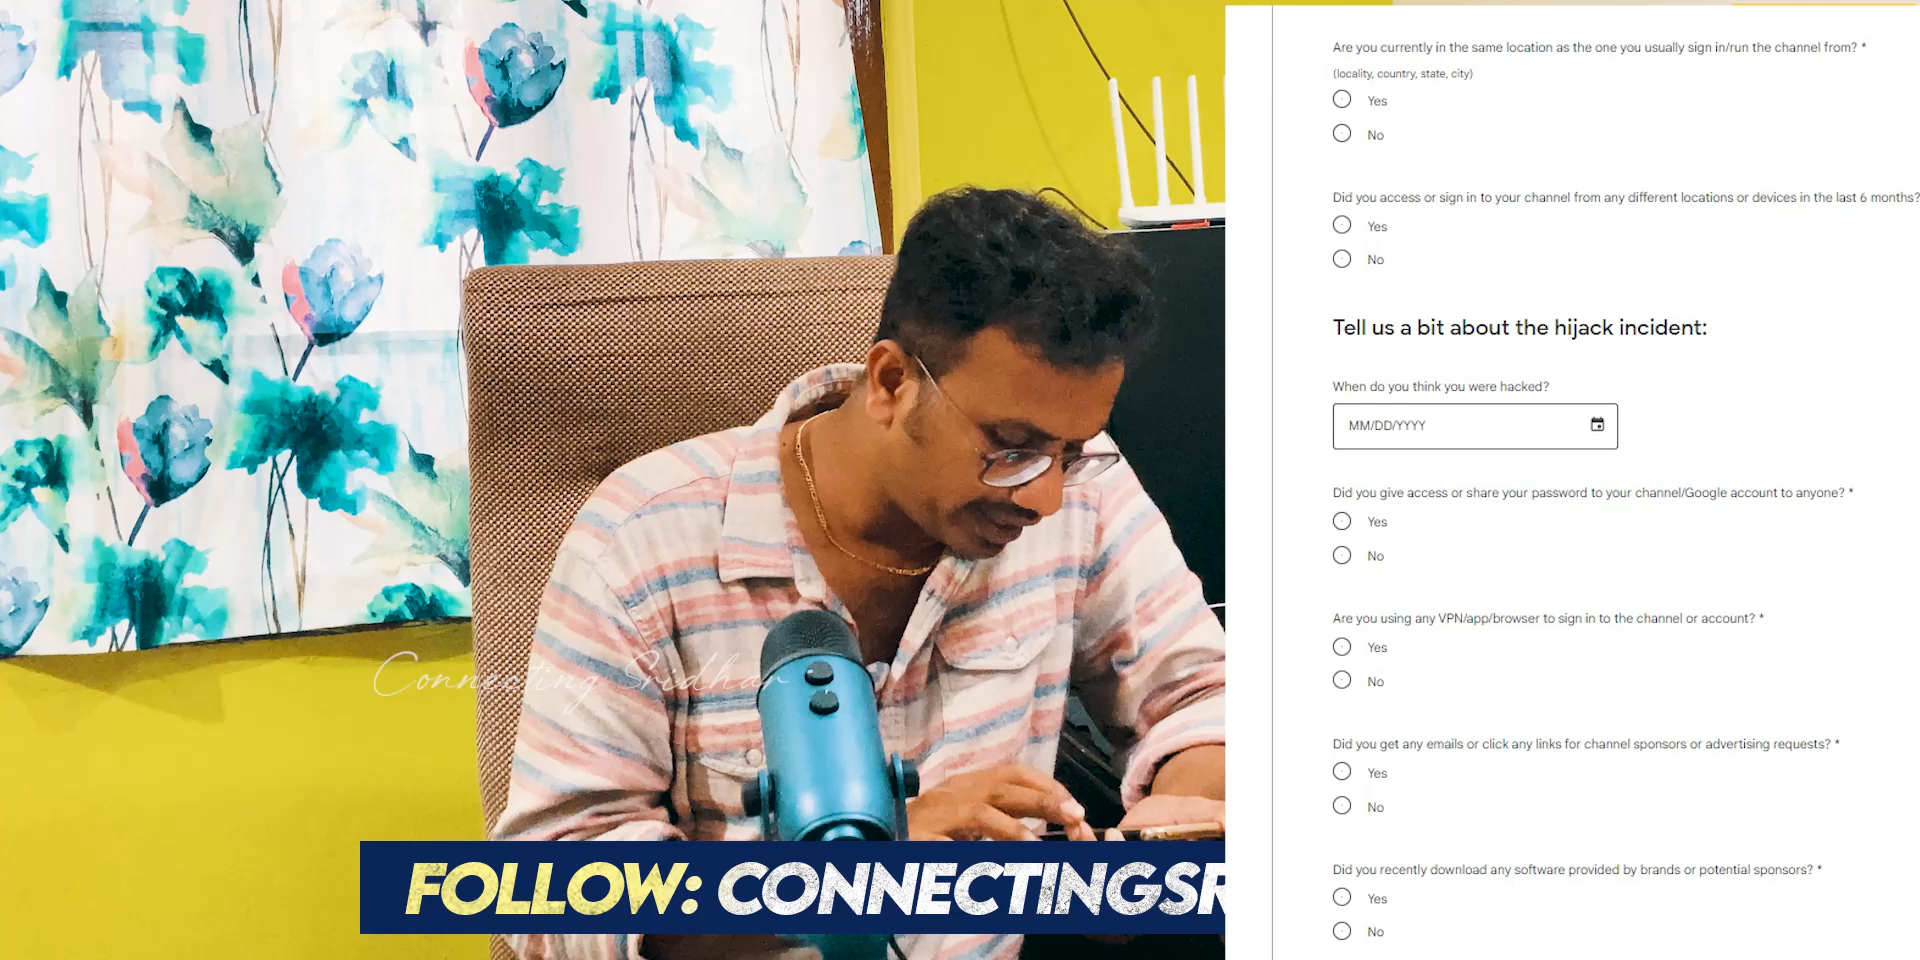 Connecting Sridhar
FOLLOW: CONNECTINGSR
Are you currently in the same location as the one you usually sign in/run the channel from? *
(locality, country, state, city)
Yes
No
Did you access or sign in to your channel from any different locations or devices in the last 6 months?
Yes
No
Tell us a bit about the hijack incident:
When do you think you were hacked?
MM/DD/YYYY
Did you give access or share your password to your channel/Google account to anyone? *
Yes
No
Are you using any VPN/app/browser to sign in to the channel or account? *
Yes
No
Did you get any emails or click any links for channel sponsors or advertising requests? *
Yes
No
Did you recently download any software provided by brands or potential sponsors? *
Yes
No